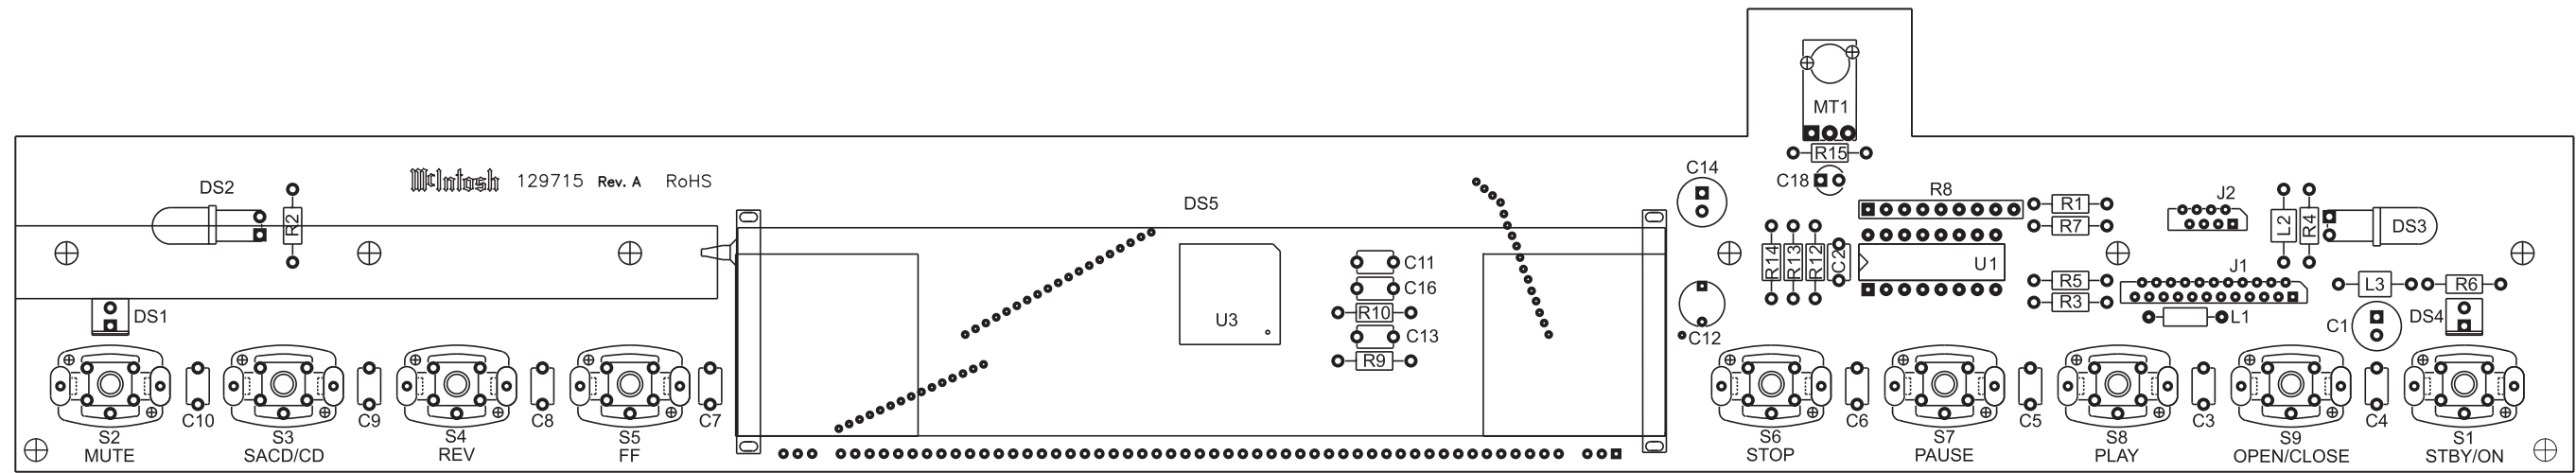 MT1
R15
C14
C18
McIntosh 129715 Rev. A RoHS
DS2
R2
DS5
R8
R1
R7
J2
L2
R4
DS3
R14
R13
R12
C2
U1
J1
R5
R3
L3
R6
L1
C1
DS4
C11
C16
R10
C13
R9
U3
C12
DS1
C10
C9
C8
C7
C6
C5
C3
C4
S2
MUTE
S3
SACD/CD
S4
REV
S5
FF
S6
STOP
S7
PAUSE
S8
PLAY
S9
OPEN/CLOSE
S1
STBY/ON